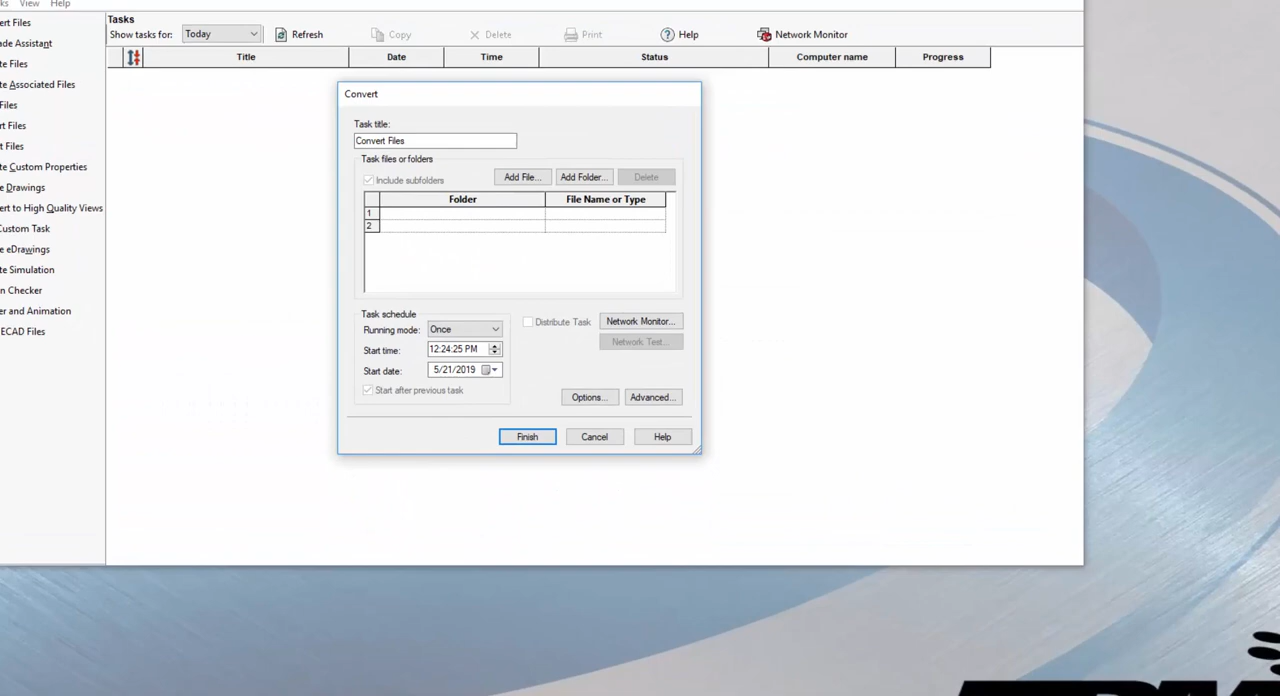 ks View Help
Tasks
Show tasks for: Today Refresh Copy Delete Print Help Network Monitor
Title Date Time Status Computer name Progress
ert Files
ade Assistant
te Files
te Associated Files
Files
rt Files
t Files
te Custom Properties
e Drawings
ert to High Quality Views
Custom Task
e eDrawings
te Simulation
n Checker
er and Animation
ECAD Files
Convert
Task title:
Convert Files
Task files or folders
Include subfolders Add File... Add Folder... Delete
Folder File Name or Type
1
2
Task schedule
Running mode: Once Distribute Task Network Monitor...
Network Test...
Start time: 12:24:25 PM
Start date: 5/21/2019
Start after previous task
Options... Advanced...
Finish Cancel Help